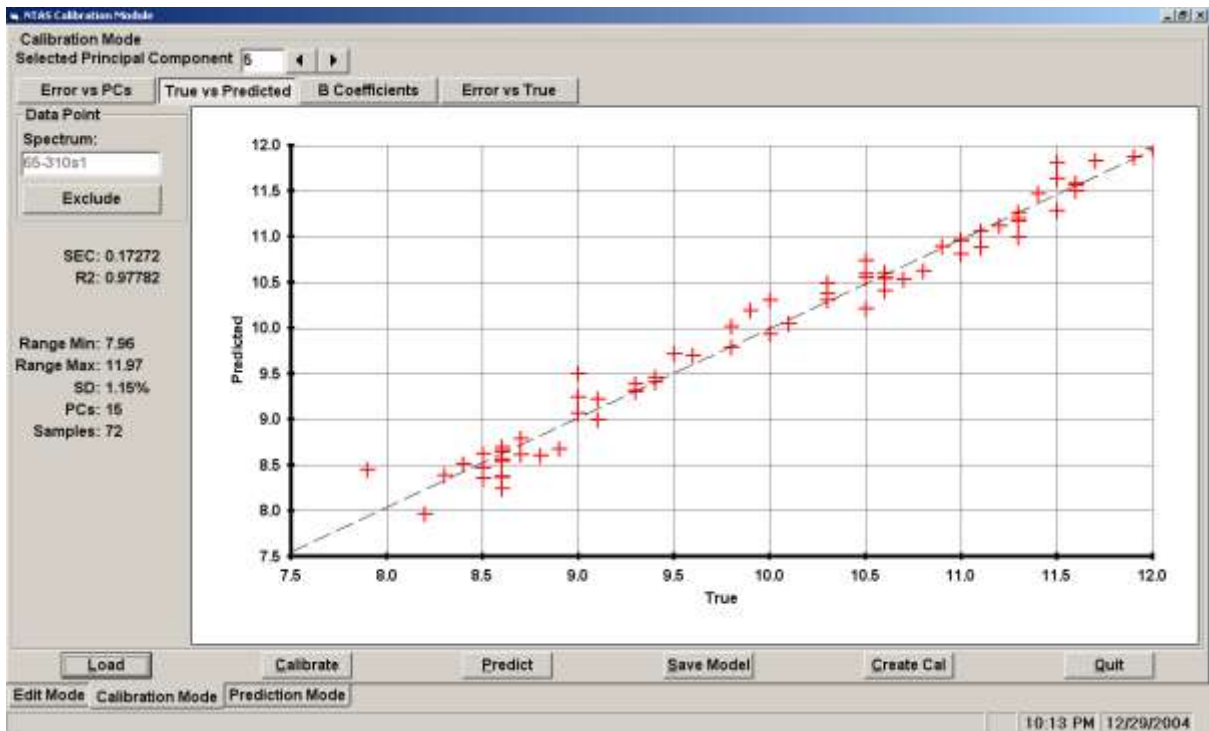 NTAS Calibration Module
Calibration Mode
Selected Principal Component 5
Error vs PCs True vs Predicted B Coefficients Error vs True
Data Point
Spectrum:
65-310s1
Exclude
SEC: 0.17272
R2: 0.97782
Range Min: 7.96
Range Max: 11.97
SD: 1.15%
PCs: 15
Samples: 72
12.0
11.5
11.0
10.5
10.0
9.5
9.0
8.5
8.0
7.5
Predicted
7.5 8.0 8.5 9.0 9.5 10.0 10.5 11.0 11.5 12.0
True
Load Calibrate Predict Save Model Create Cal Quit
Edit Mode Calibration Mode Prediction Mode
10:13 PM 12/29/2004